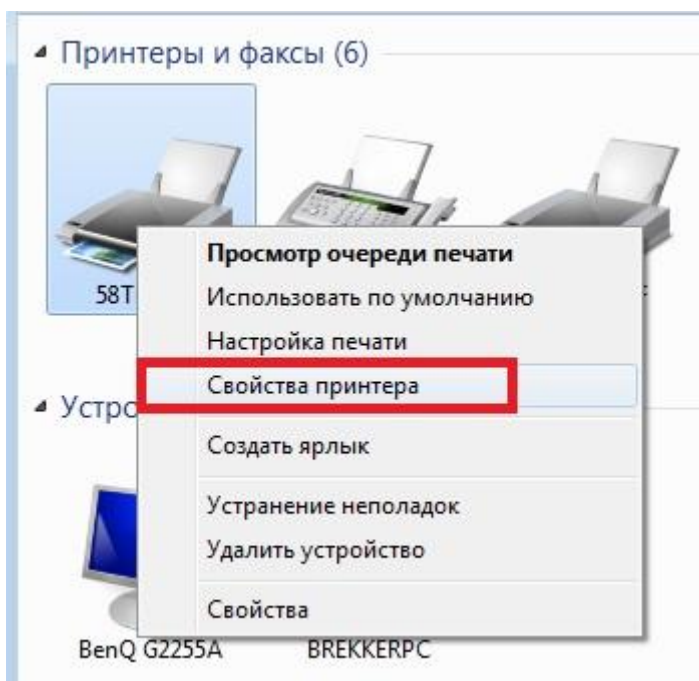 Принтеры и факсы (6)
58T
Просмотр очереди печати
Использовать по умолчанию
Настройка печати
Свойства принтера
Создать ярлык
Устранение неполадок
Удалить устройство
Свойства
Устро
BenQ G2255A
BREKKERPC